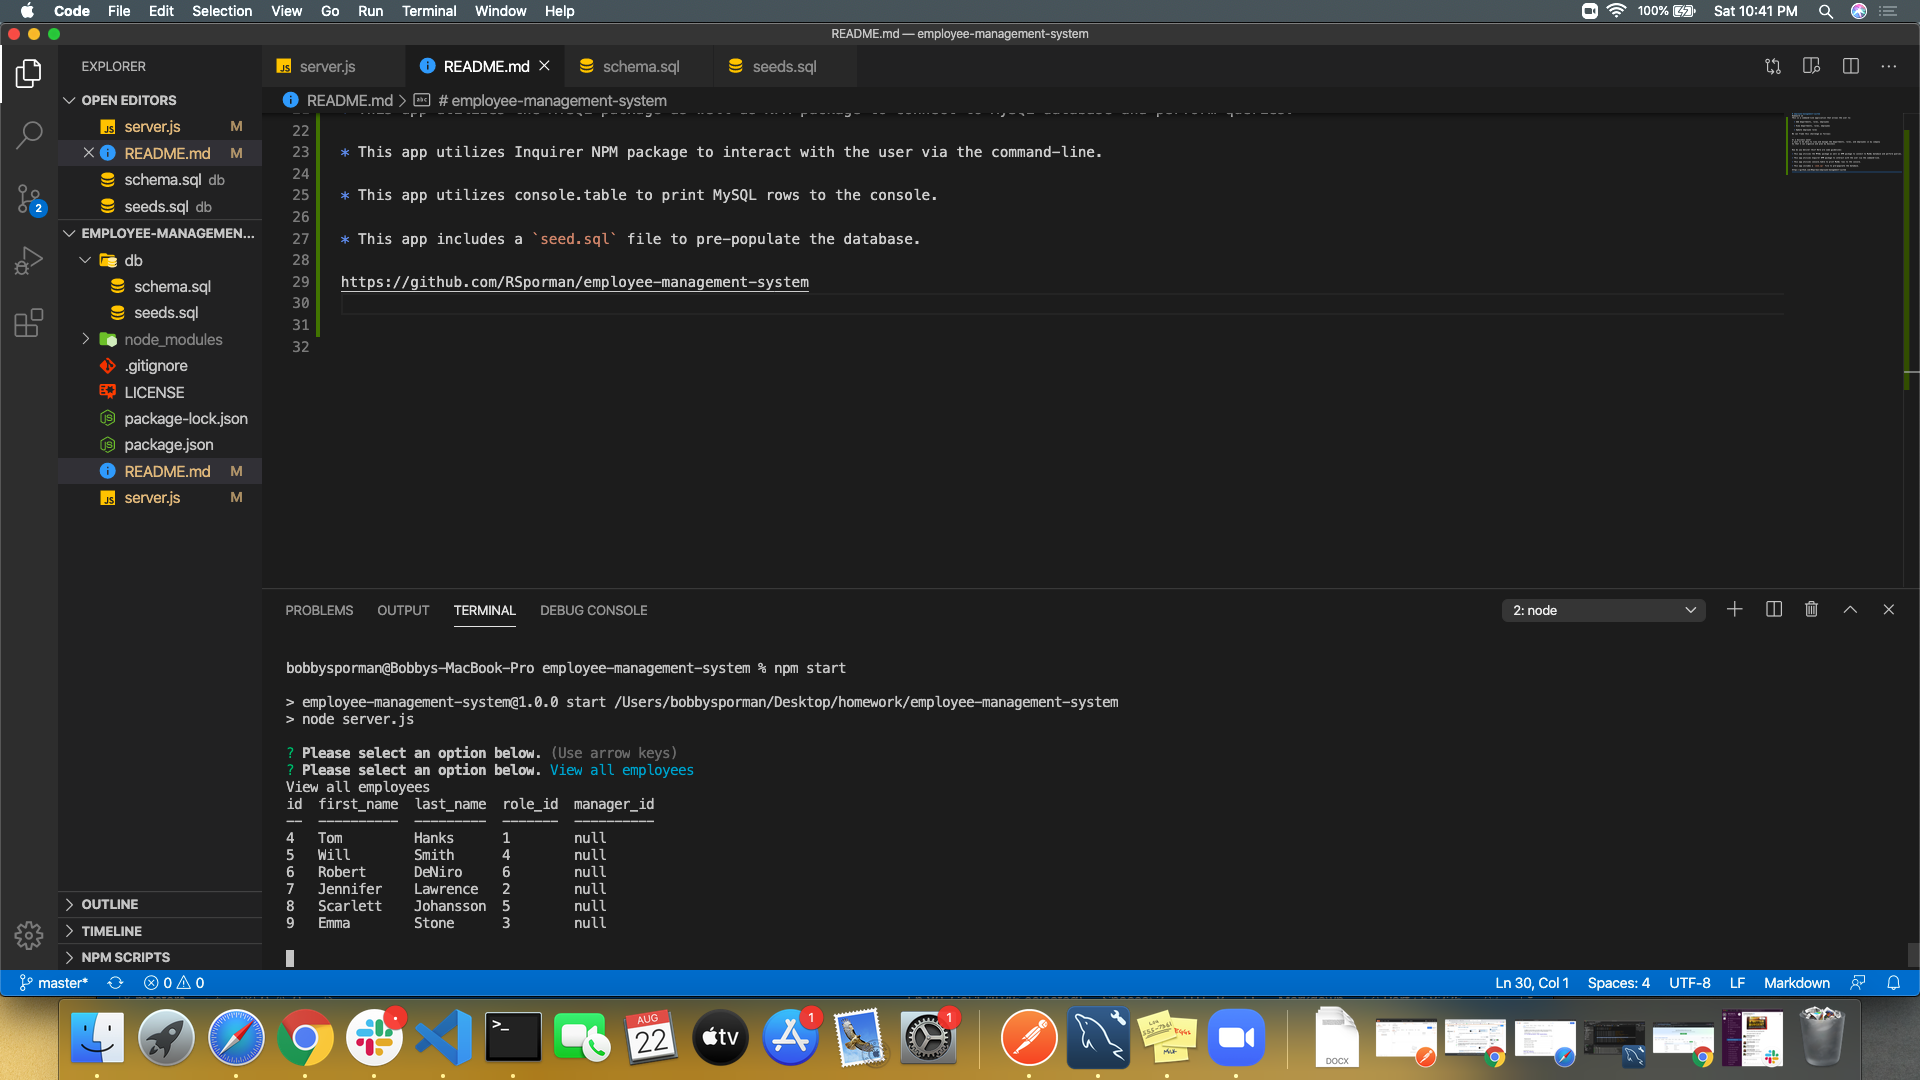 Code File Edit Selection View Go Run Terminal Window Help
100% Sat 10:41 PM
README.md — employee-management-system
EXPLORER
OPEN EDITORS
server.js M
README.md M
schema.sql db
seeds.sql db
EMPLOYEE-MANAGEMEN...
db
schema.sql
seeds.sql
node_modules
.gitignore
LICENSE
package-lock.json
package.json
README.md M
server.js M
OUTLINE
TIMELINE
NPM SCRIPTS
2
server.js README.md schema.sql seeds.sql
README.md > # employee-management-system
22
23 * This app utilizes Inquirer NPM package to interact with the user via the command-line.
24
25 * This app utilizes console.table to print MySQL rows to the console.
26
27 * This app includes a `seed.sql` file to pre-populate the database.
28
29 https://github.com/RSporman/employee-management-system
30
31
32
PROBLEMS OUTPUT TERMINAL DEBUG CONSOLE
2: node
bobbysporman@Bobbys-MacBook-Pro employee-management-system % npm start
> employee-management-system@1.0.0 start /Users/bobbysporman/Desktop/homework/employee-management-system
> node server.js
? Please select an option below. (Use arrow keys)
? Please select an option below. View all employees
View all employees
id first_name last_name role_id manager_id
-- ---------- --------- ------- ----------
4 Tom Hanks 1 null
5 Will Smith 4 null
6 Robert DeNiro 6 null
7 Jennifer Lawrence 2 null
8 Scarlett Johansson 5 null
9 Emma Stone 3 null
master* 0 0
Ln 30, Col 1 Spaces: 4 UTF-8 LF Markdown
AUG
22
tv
1
1
DOCX